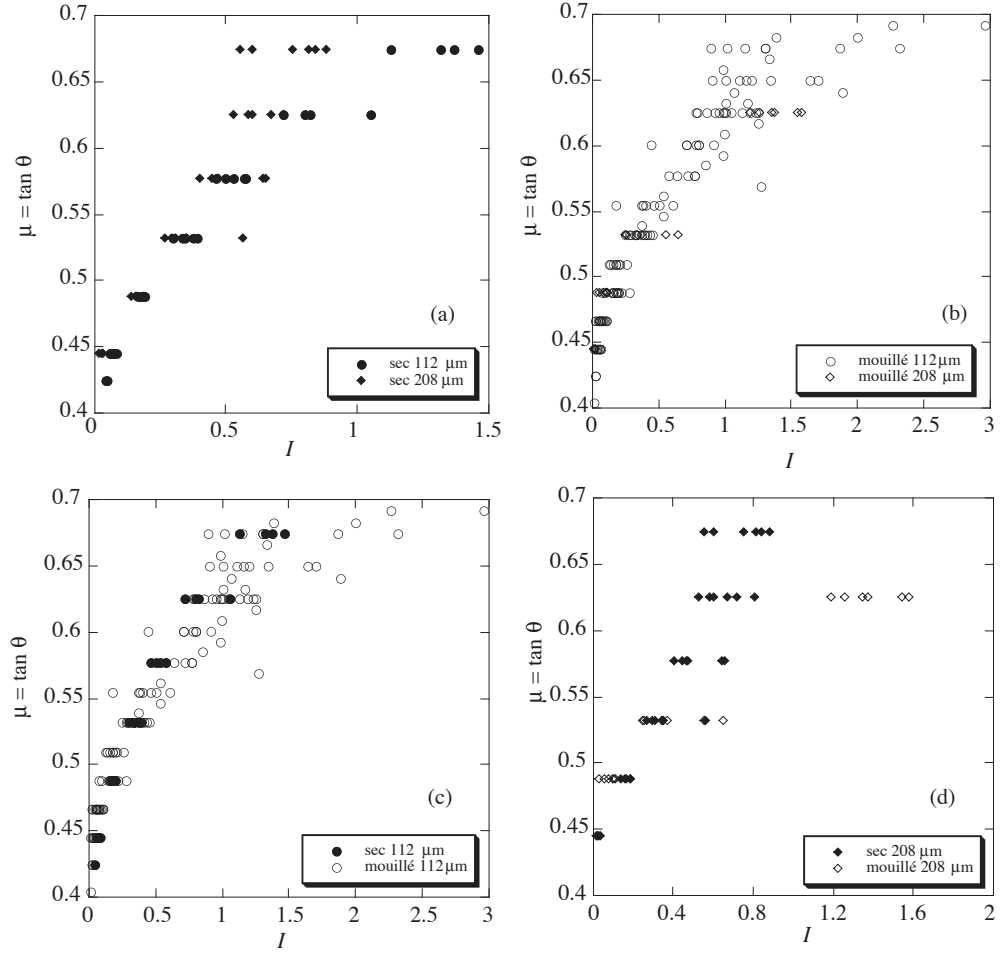 0.7
0.65
0.6
0.55
0.5
0.45
0.4
0
0.5
1
1.5
μ = tan θ
I
(a)
sec 112 μm
sec 208 μm
0.7
0.65
0.6
0.55
0.5
0.45
0.4
0
0.5
1
1.5
2
2.5
3
μ = tan θ
I
(b)
mouillé 112μm
mouillé 208 μm
0.7
0.65
0.6
0.55
0.5
0.45
0.4
0
0.5
1
1.5
2
2.5
3
μ = tan θ
I
(c)
sec 112 μm
mouillé 112μm
0.7
0.65
0.6
0.55
0.5
0.45
0.4
0
0.4
0.8
1.2
1.6
2
μ = tan θ
I
(d)
sec 208 μm
mouillé 208 μm